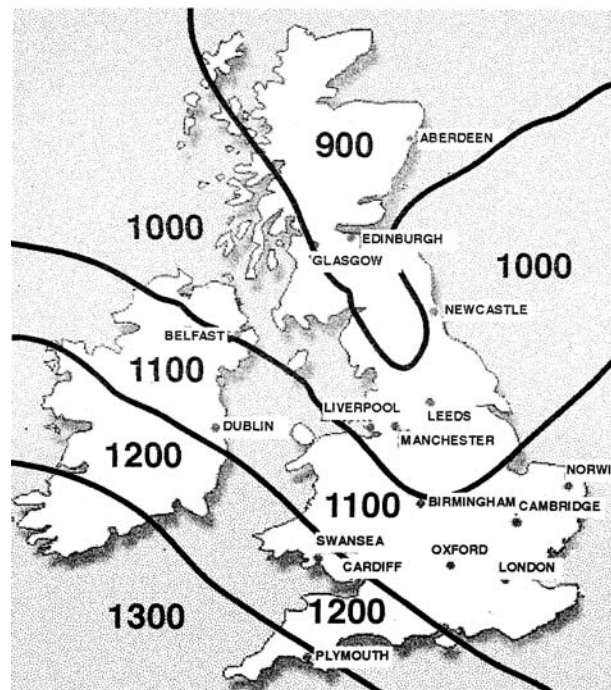 900
ABERDEEN
1000
EDINBURGH
GLASGOW
1000
NEWCASTLE
BELFAST
1100
LEEDS
LIVERPOOL
DUBLIN
MANCHESTER
1200
NORWI
1100
BIRMINGHAM
CAMBRIDGE
SWANSEA
OXFORD
CARDIFF
LONDON
1300
1200
PLYMOUTH